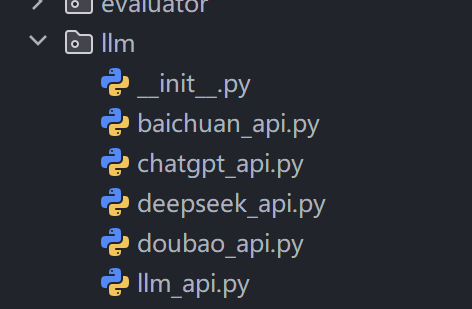 evaluator
llm
__init__.py
baichuan_api.py
chatgpt_api.py
deepseek_api.py
doubao_api.py
llm_api.py